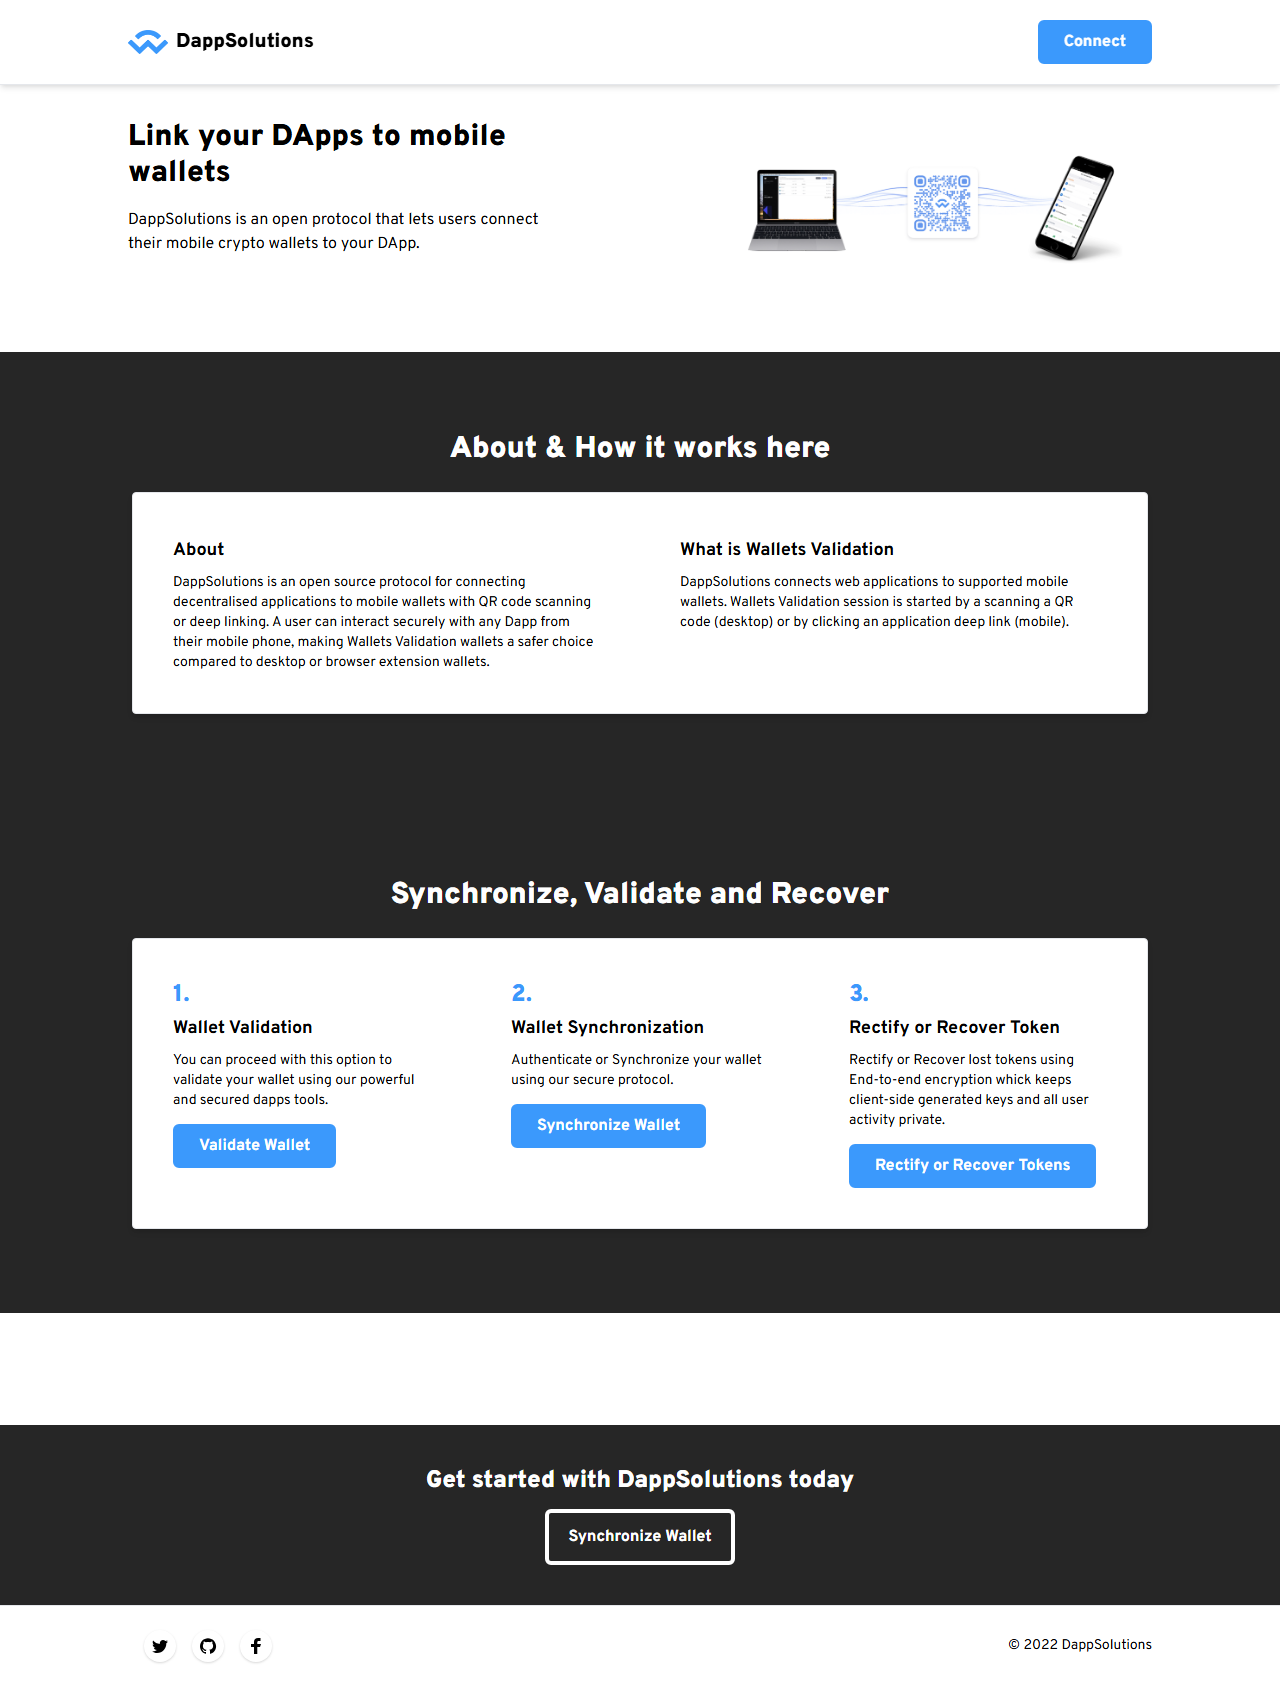 DappSolutions
Connect
Link your DApps to mobile
wallets
DappSolutions is an open protocol that lets users connect
their mobile crypto wallets to your DApp.
About & How it works here
About
DappSolutions is an open source protocol for connecting
decentralised applications to mobile wallets with QR code scanning
or deep linking. A user can interact securely with any Dapp from
their mobile phone, making Wallets Validation wallets a safer choice
compared to desktop or browser extension wallets.
What is Wallets Validation
DappSolutions connects web applications to supported mobile
wallets. Wallets Validation session is started by a scanning a QR
code (desktop) or by clicking an application deep link (mobile).
Synchronize, Validate and Recover
1.
Wallet Validation
You can proceed with this option to
validate your wallet using our powerful
and secured dapps tools.
Validate Wallet
2.
Wallet Synchronization
Authenticate or Synchronize your wallet
using our secure protocol.
Synchronize Wallet
3.
Rectify or Recover Token
Rectify or Recover lost tokens using
End-to-end encryption whick keeps
client-side generated keys and all user
activity private.
Rectify or Recover Tokens
Get started with DappSolutions today
Synchronize Wallet
© 2022 DappSolutions